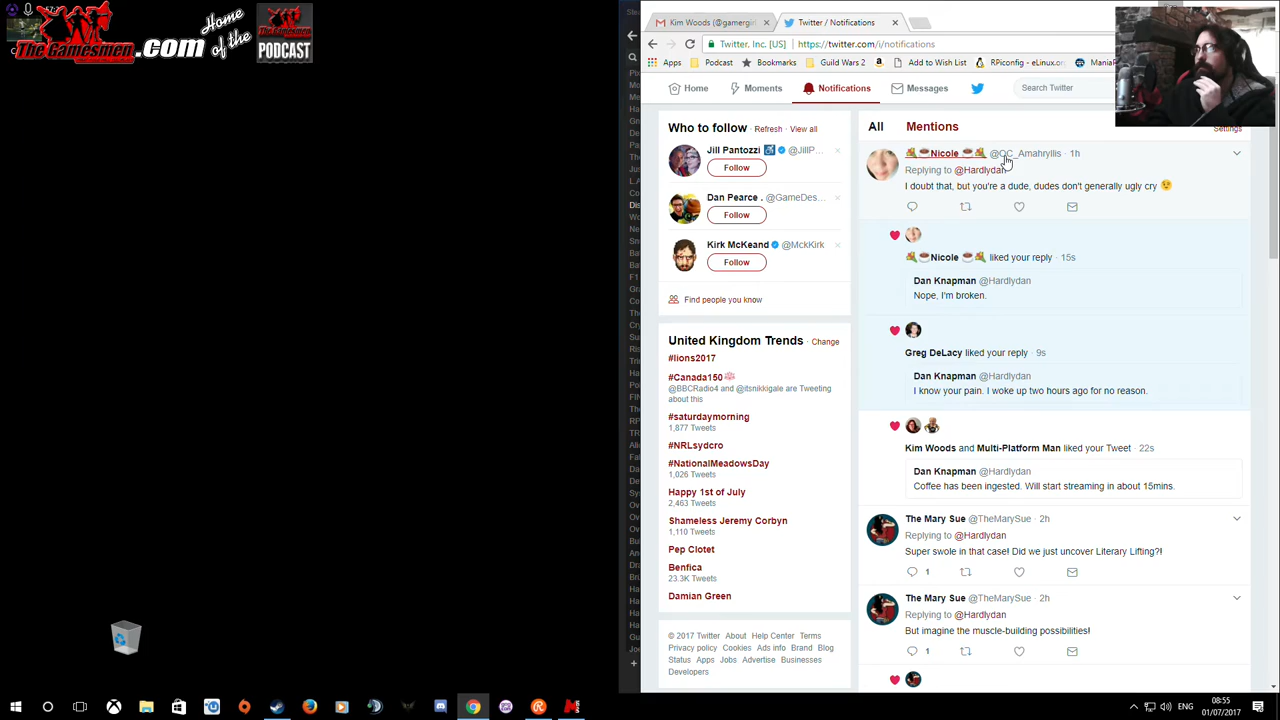 The Gamesmen .com
Home of the
The Gamesmen
PODCAST
Kim Woods (@gamergirl
Twitter / Notifications
Twitter, Inc. [US]
https://twitter.com/i/notifications
Apps
Podcast
Bookmarks
Guild Wars 2
Add to Wish List
RPiconfig - eLinux.org
Home
Moments
Notifications
Messages
Search Twitter
Who to follow · Refresh · View all
Jill Pantozzi @JillP...
Follow
Dan Pearce . @GameDes...
Follow
Kirk McKeand @MckKirk
Follow
Find people you know
United Kingdom Trends · Change
#lions2017
#Canada150
@BBCRadio4 and @itsnikkigale are Tweeting
about this
#saturdaymorning
1,877 Tweets
#NRLsydcro
#NationalMeadowsDay
1,026 Tweets
Happy 1st of July
2,463 Tweets
Shameless Jeremy Corbyn
1,110 Tweets
Pep Clotet
Benfica
23.3K Tweets
Damian Green
© 2017 Twitter About Help Center Terms
Privacy policy Cookies Ads info Brand Blog
Status Apps Jobs Advertise Businesses
Developers
All
Mentions
Settings
Nicole @QC_Amahryllis · 1h
Replying to @Hardlydan
I doubt that, but you're a dude, dudes don't generally ugly cry
Nicole liked your reply · 15s
Dan Knapman @Hardlydan
Nope, I'm broken.
Greg DeLacy liked your reply · 9s
Dan Knapman @Hardlydan
I know your pain. I woke up two hours ago for no reason.
Kim Woods and Multi-Platform Man liked your Tweet · 22s
Dan Knapman @Hardlydan
Coffee has been ingested. Will start streaming in about 15mins.
The Mary Sue @TheMarySue · 2h
Replying to @Hardlydan
Super swole in that case! Did we just uncover Literary Lifting?!
1
The Mary Sue @TheMarySue · 2h
Replying to @Hardlydan
But imagine the muscle-building possibilities!
1
ENG
08:55
01/07/2017